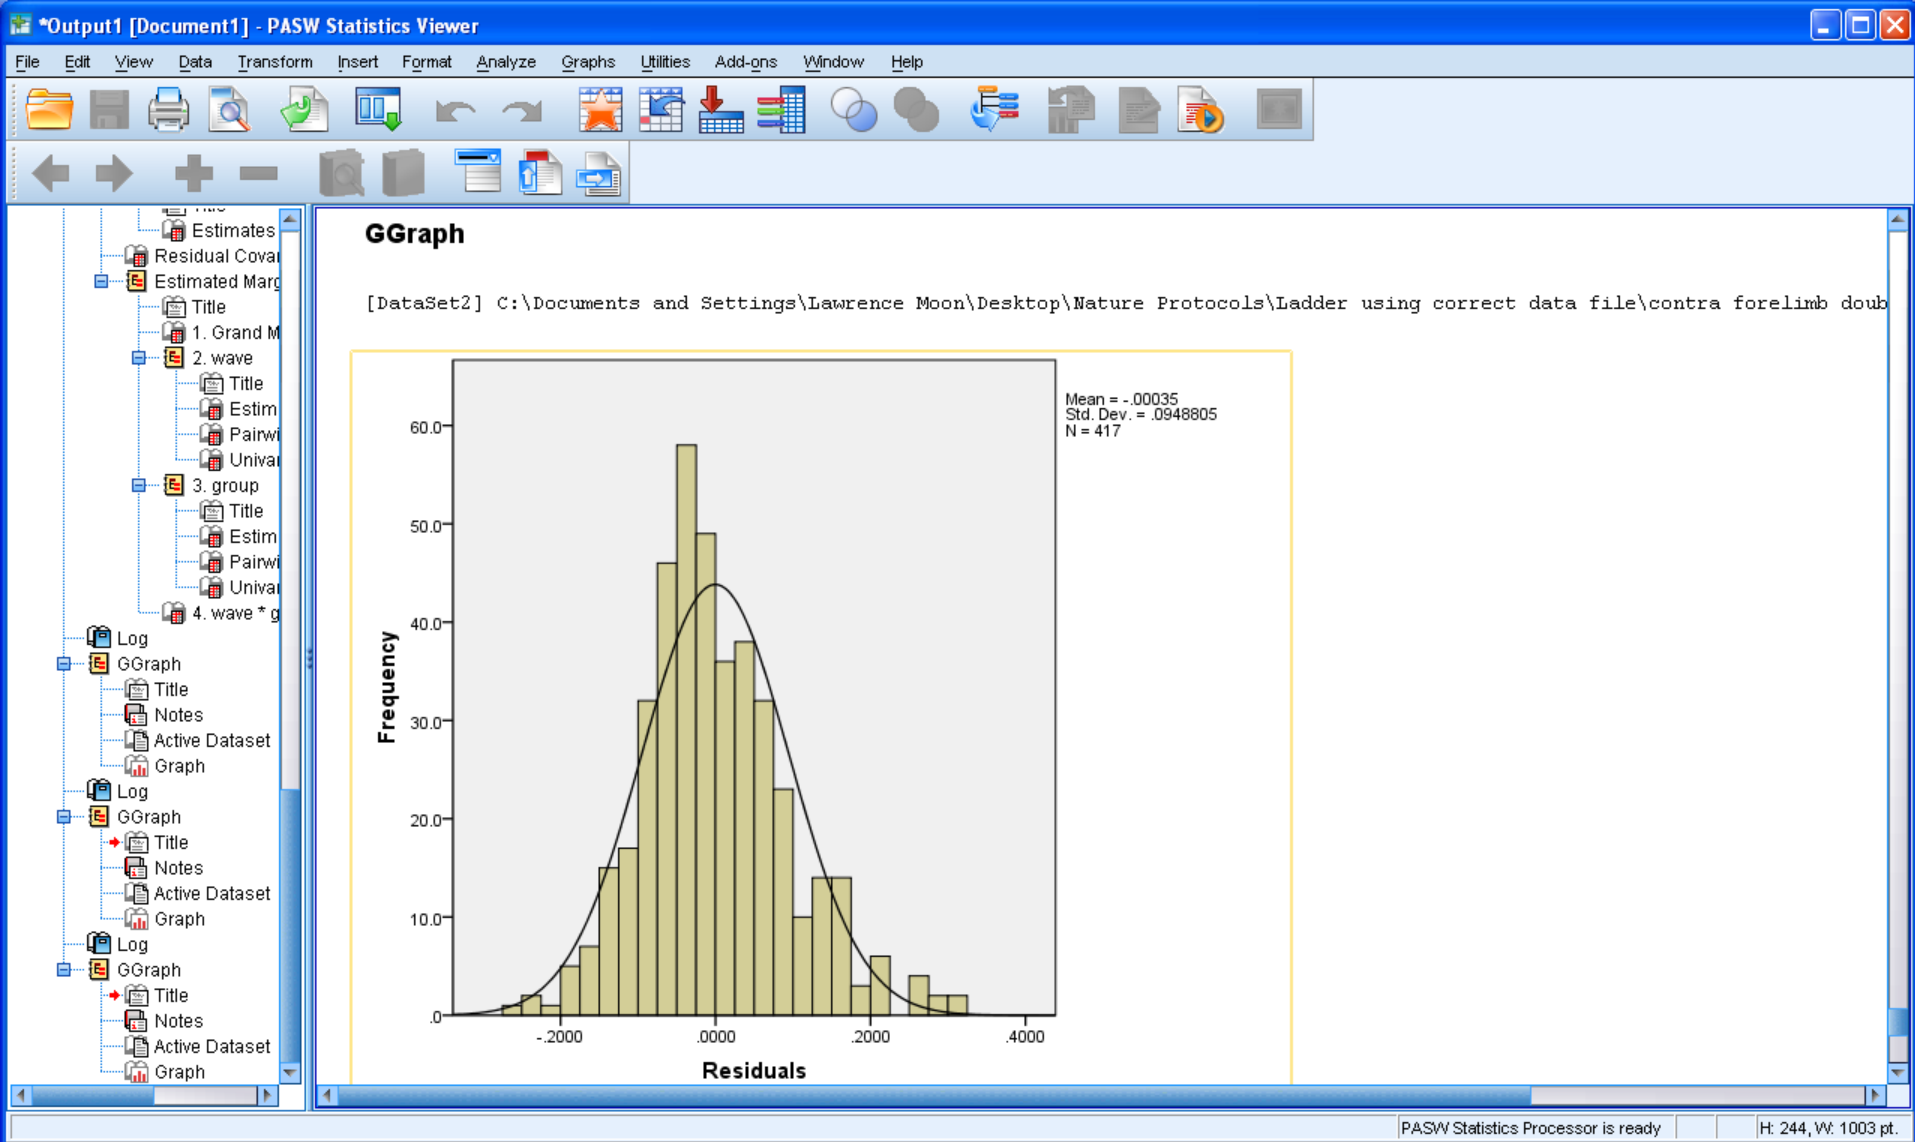 *Output1 [Document1] - PASW Statistics Viewer
File Edit View Data Transform Insert Format Analyze Graphs Utilities Add-ons Window Help
Estimates
Residual Covar
Estimated Marg
Title
1. Grand M
2. wave
Title
Estim
Pairwi
Univar
3. group
Title
Estim
Pairwi
Univar
4. wave * g
Log
GGraph
Title
Notes
Active Dataset
Graph
Log
GGraph
Title
Notes
Active Dataset
Graph
Log
GGraph
Title
Notes
Active Dataset
Graph
GGraph
[DataSet2] C:\Documents and Settings\Lawrence Moon\Desktop\Nature Protocols\Ladder using correct data file\contra forelimb doub
Mean = -.00035
Std. Dev. = .0948805
N = 417
Frequency
60.0
50.0
40.0
30.0
20.0
10.0
.0
-.2000 .0000 .2000 .4000
Residuals
PASW Statistics Processor is ready H: 244, W: 1003 pt.